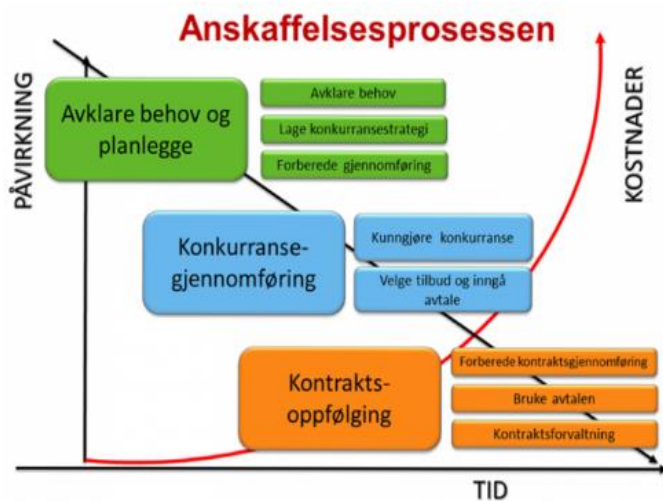 Anskaffelsesprosessen
PÅVIRKNING
KOSTNADER
Avklare behov og
planlegge
Avklare behov
Lage konkurransestrategi
Forberede gjennomføring
Konkurranse-
gjennomføring
Kunngjøre konkurranse
Velge tilbud og inngå
avtale
Kontrakts-
oppfølging
Forberede kontraktsgjennomføring
Bruke avtalen
Kontraktsforvaltning
TID